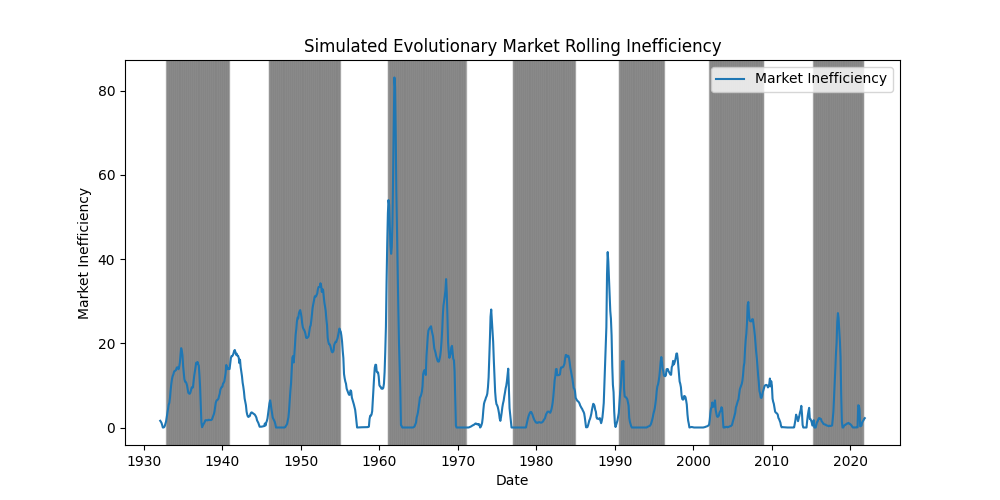 Simulated Evolutionary Market Rolling Inefficiency
Market Inefficiency
80
60
40
20
0
Market Inefficiency
1930 1940 1950 1960 1970 1980 1990 2000 2010 2020
Date